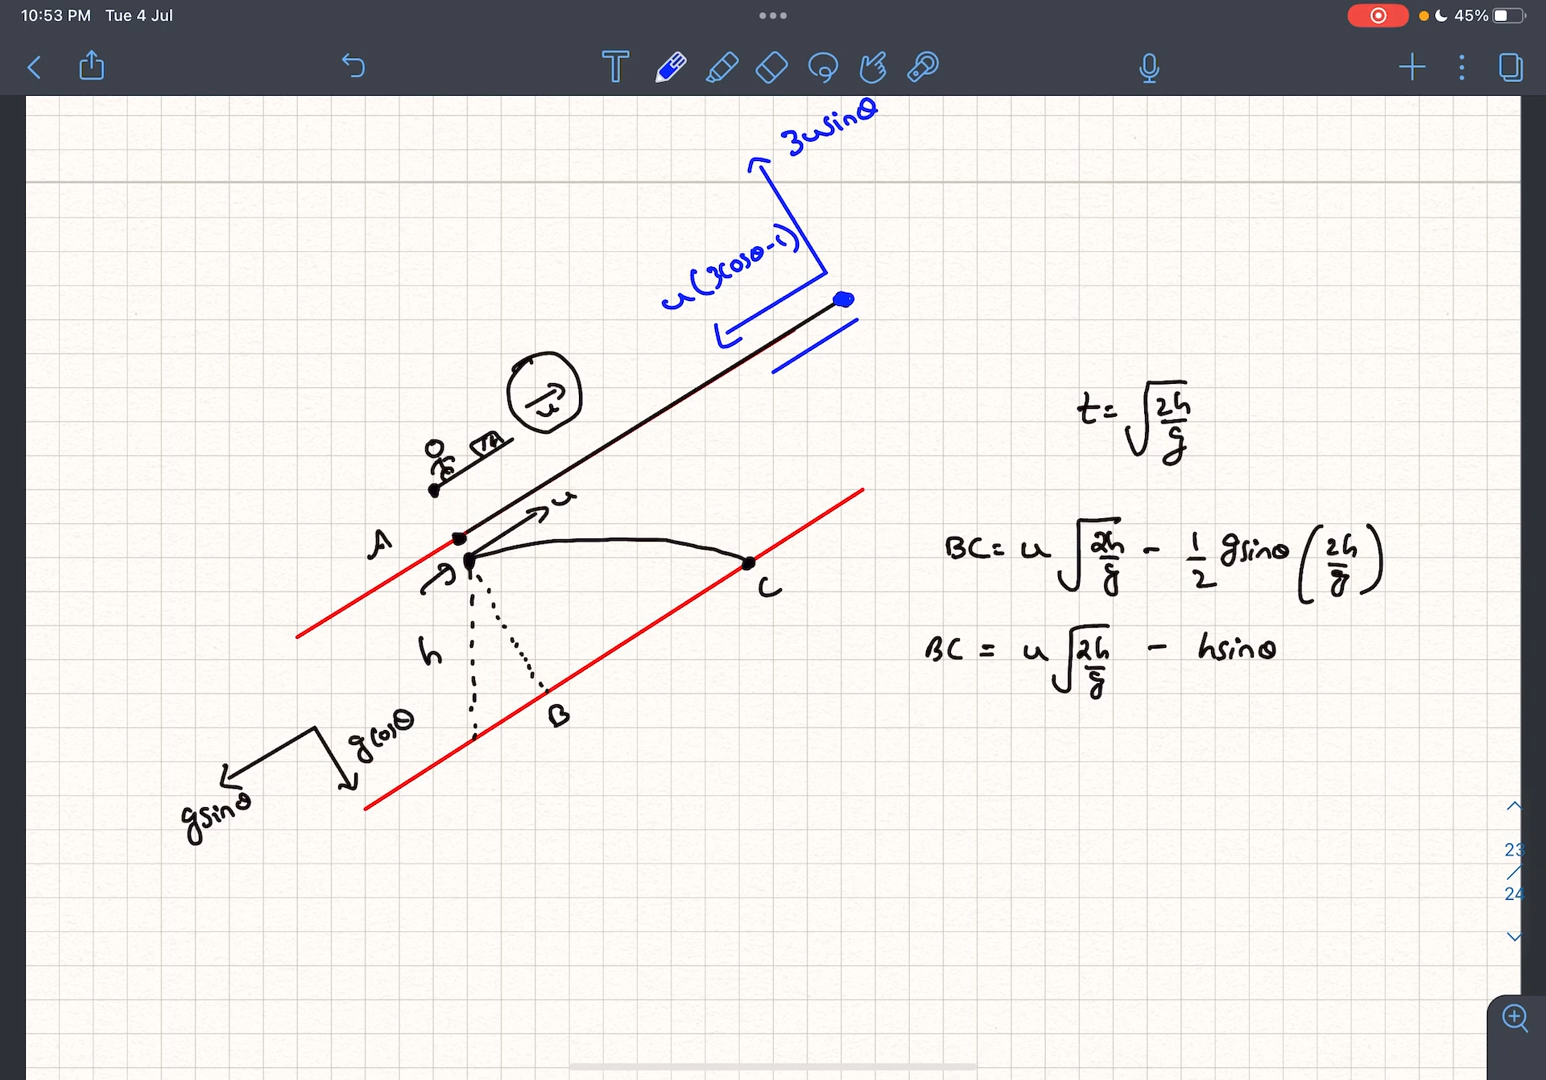 10:53 PM Tue 4 Jul
45%
T
3usinθ
u(3cosθ-1)
u
A
u
C
h
B
gcosθ
gsinθ
t= √(2h/g)
BC= u √(2h/g) - 1/2 gsinθ (2h/g)
BC = u √(2h/g) - hsinθ
23
24